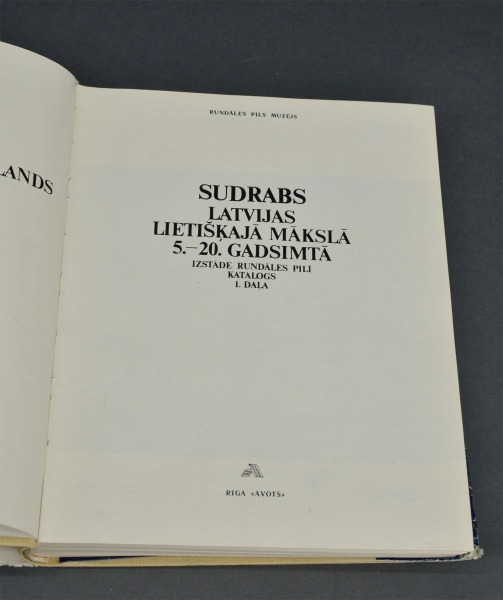 LANDS
RUNDĀLES PILS MUZEJS
SUDRABS
LATVIJAS
LIETIŠĶAJĀ MĀKSLĀ
5.—20. GADSIMTĀ
IZSTĀDE RUNDĀLES PILĪ
KATALOGS
I. DAĻA
RĪGA «AVOTS»